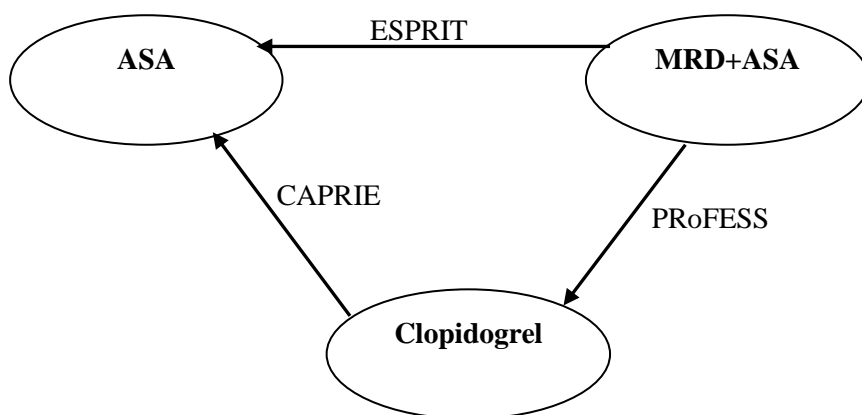 ESPRIT
ASA
MRD+ASA
CAPRIE
PRoFESS
Clopidogrel